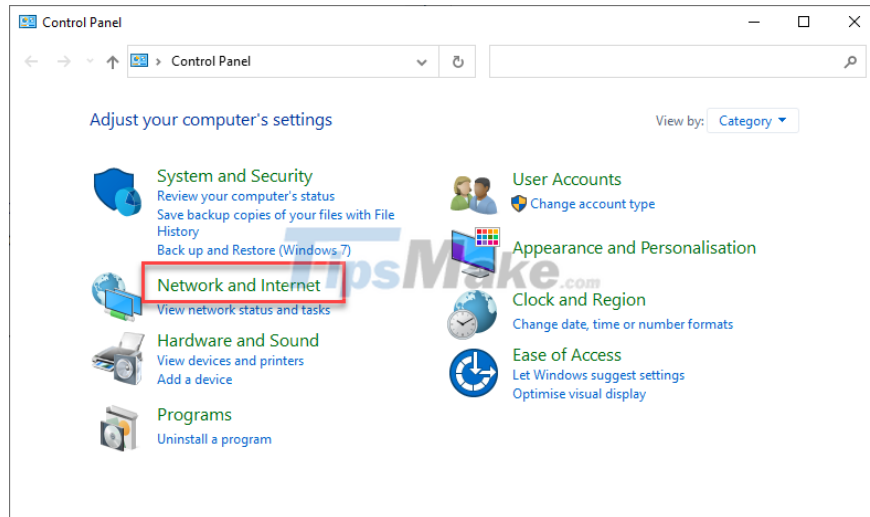 Control Panel
Control Panel
Adjust your computer's settings
View by: Category
System and Security
Review your computer's status
Save backup copies of your files with File
History
Back up and Restore (Windows 7)
Network and Internet
View network status and tasks
Hardware and Sound
View devices and printers
Add a device
Programs
Uninstall a program
User Accounts
Change account type
Appearance and Personalisation
Clock and Region
Change date, time or number formats
Ease of Access
Let Windows suggest settings
Optimise visual display
TipsMake.com